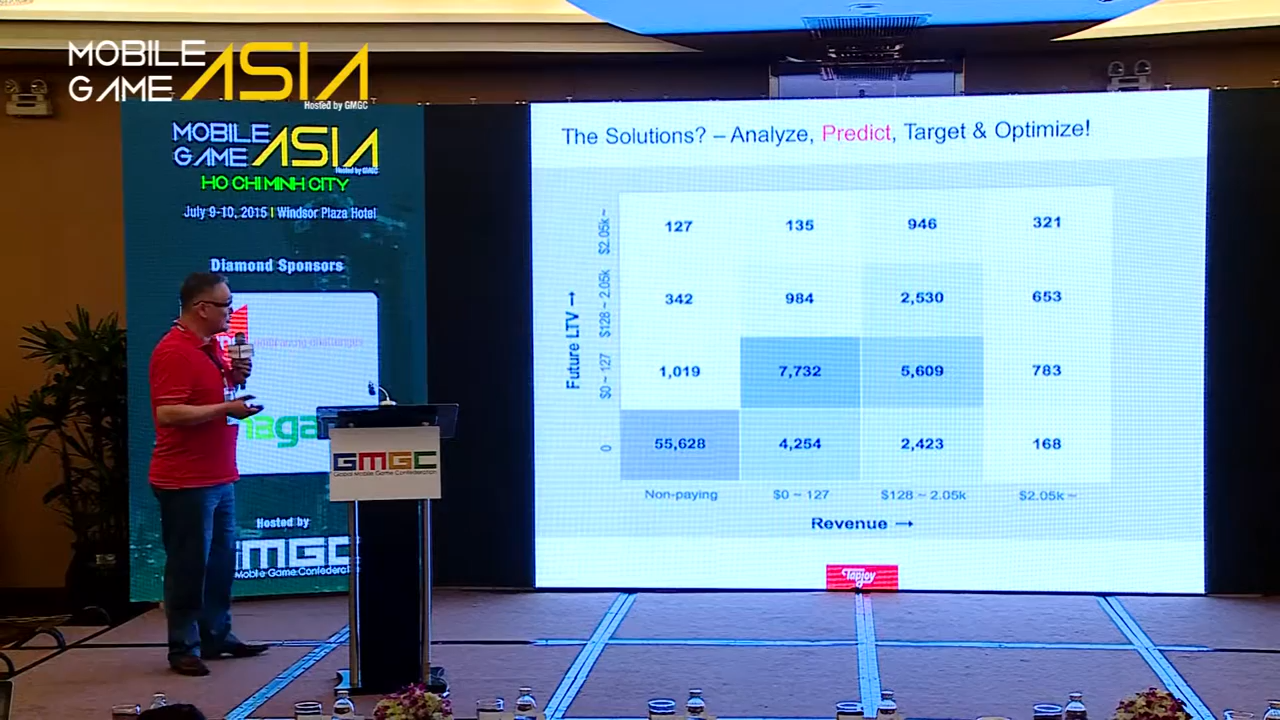 MOBILE
GAME ASIA
Hosted by GMGC
MOBILE
GAME ASIA
Hosted by GMGC
HO CHI MINH CITY
July 9-10, 2015 | Windsor Plaza Hotel
Diamond Sponsors
Hosted by
GMGC
Global Mobile Game Confederation
The Solutions? – Analyze, Predict, Target & Optimize!
Future LTV →
$2.05k ~
127 135 946 321
$128 ~ 2.05k
342 984 2,530 653
$0 ~ 127
1,019 7,732 5,609 783
0
55,628 4,254 2,423 168
Non-paying $0 ~ 127 $128 ~ 2.05k $2.05k ~
Revenue →
Tapjoy